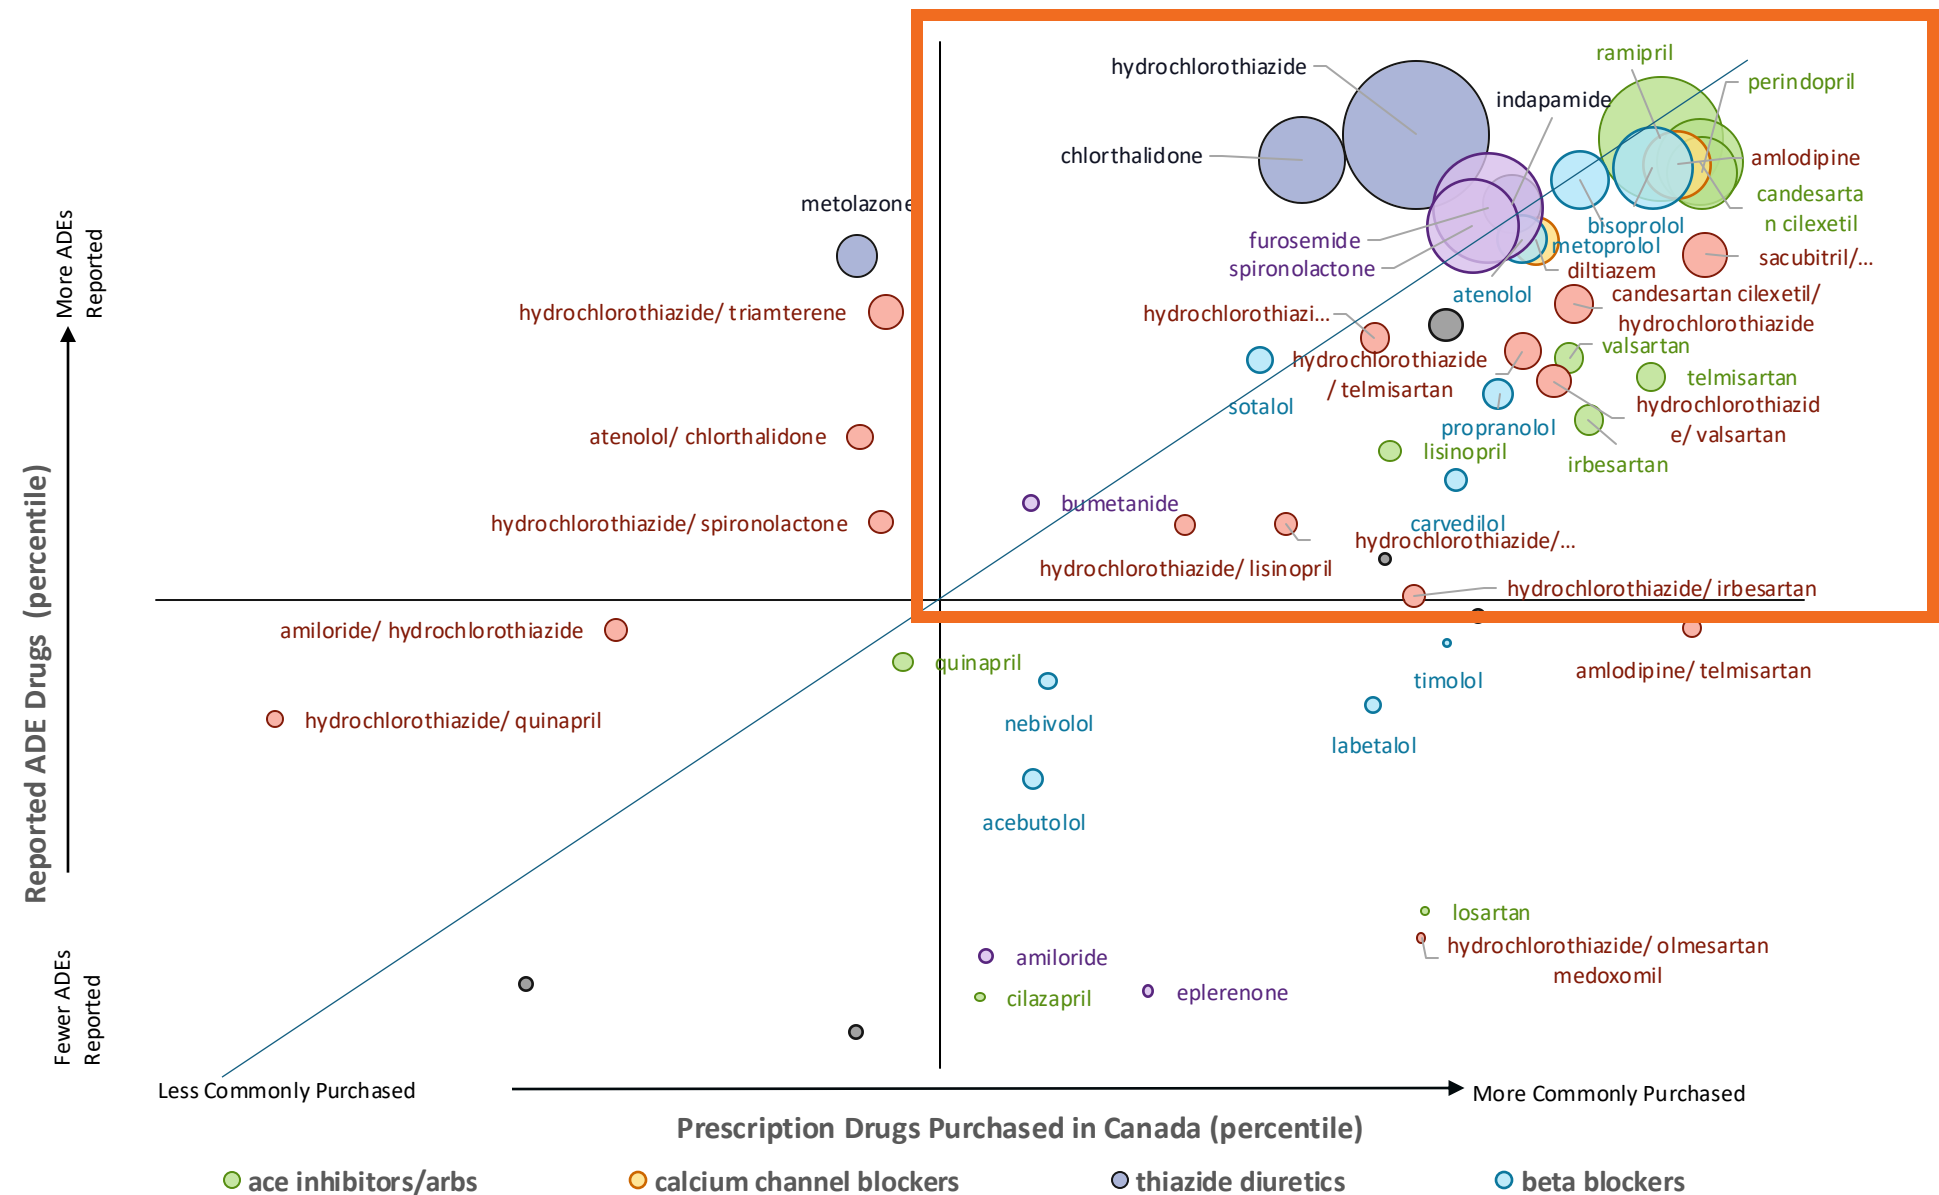 ramipril
hydrochlorothiazide
perindopril
indapamide
chlorthalidone
amlodipine
candesarta
n cilexetil
metolazone
bisoprolol
furosemide
metoprolol
sacubitril/...
spironolactone
diltiazem
atenolol
candesartan cilexetil/
hydrochlorothiazide
hydrochlorothiazide/ triamterene
hydrochlorothiazi...
valsartan
hydrochlorothiazide
/ telmisartan
telmisartan
sotalol
hydrochlorothiazid
e/ valsartan
propranolol
atenolol/ chlorthalidone
lisinopril
irbesartan
bumetanide
hydrochlorothiazide/ spironolactone
carvedilol
hydrochlorothiazide/...
hydrochlorothiazide/ lisinopril
hydrochlorothiazide/ irbesartan
amiloride/ hydrochlorothiazide
quinapril
timolol
amlodipine/ telmisartan
hydrochlorothiazide/ quinapril
nebivolol
labetalol
acebutolol
losartan
hydrochlorothiazide/ olmesartan
medoxomil
amiloride
cilazapril
eplerenone
More ADEs
Reported
Reported ADE Drugs (percentile)
Fewer ADEs
Reported
Less Commonly Purchased
More Commonly Purchased
Prescription Drugs Purchased in Canada (percentile)
ace inhibitors/arbs
calcium channel blockers
thiazide diuretics
beta blockers